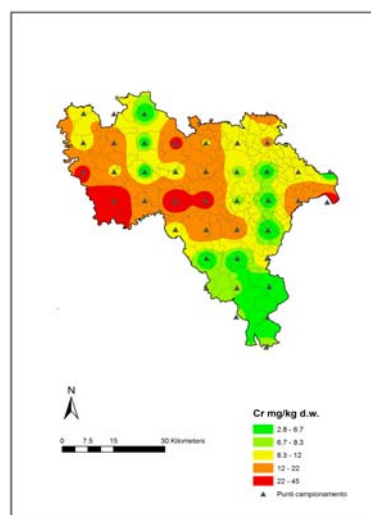 N
0 7.5 15 30 Kilometers
Cr mg/kg d.w.
2.8 - 6.7
6.7 - 8.3
8.3 - 12
12 - 22
22 - 45
Punti campionamento